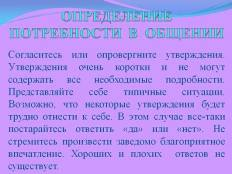 ОПРЕДЕЛЕНИЕ
ПОТРЕБНОСТИ В ОБЩЕНИИ
Согласитесь или опровергните утверждения.
Утверждения очень коротки и не могут
содержать все необходимые подробности.
Представляйте себе типичные ситуации.
Возможно, что некоторые утверждения будет
трудно отнести к себе. В этом случае все-таки
постарайтесь ответить «да» или «нет». Не
стремитесь произвести заведомо благоприятное
впечатление. Хороших и плохих ответов не
существует.